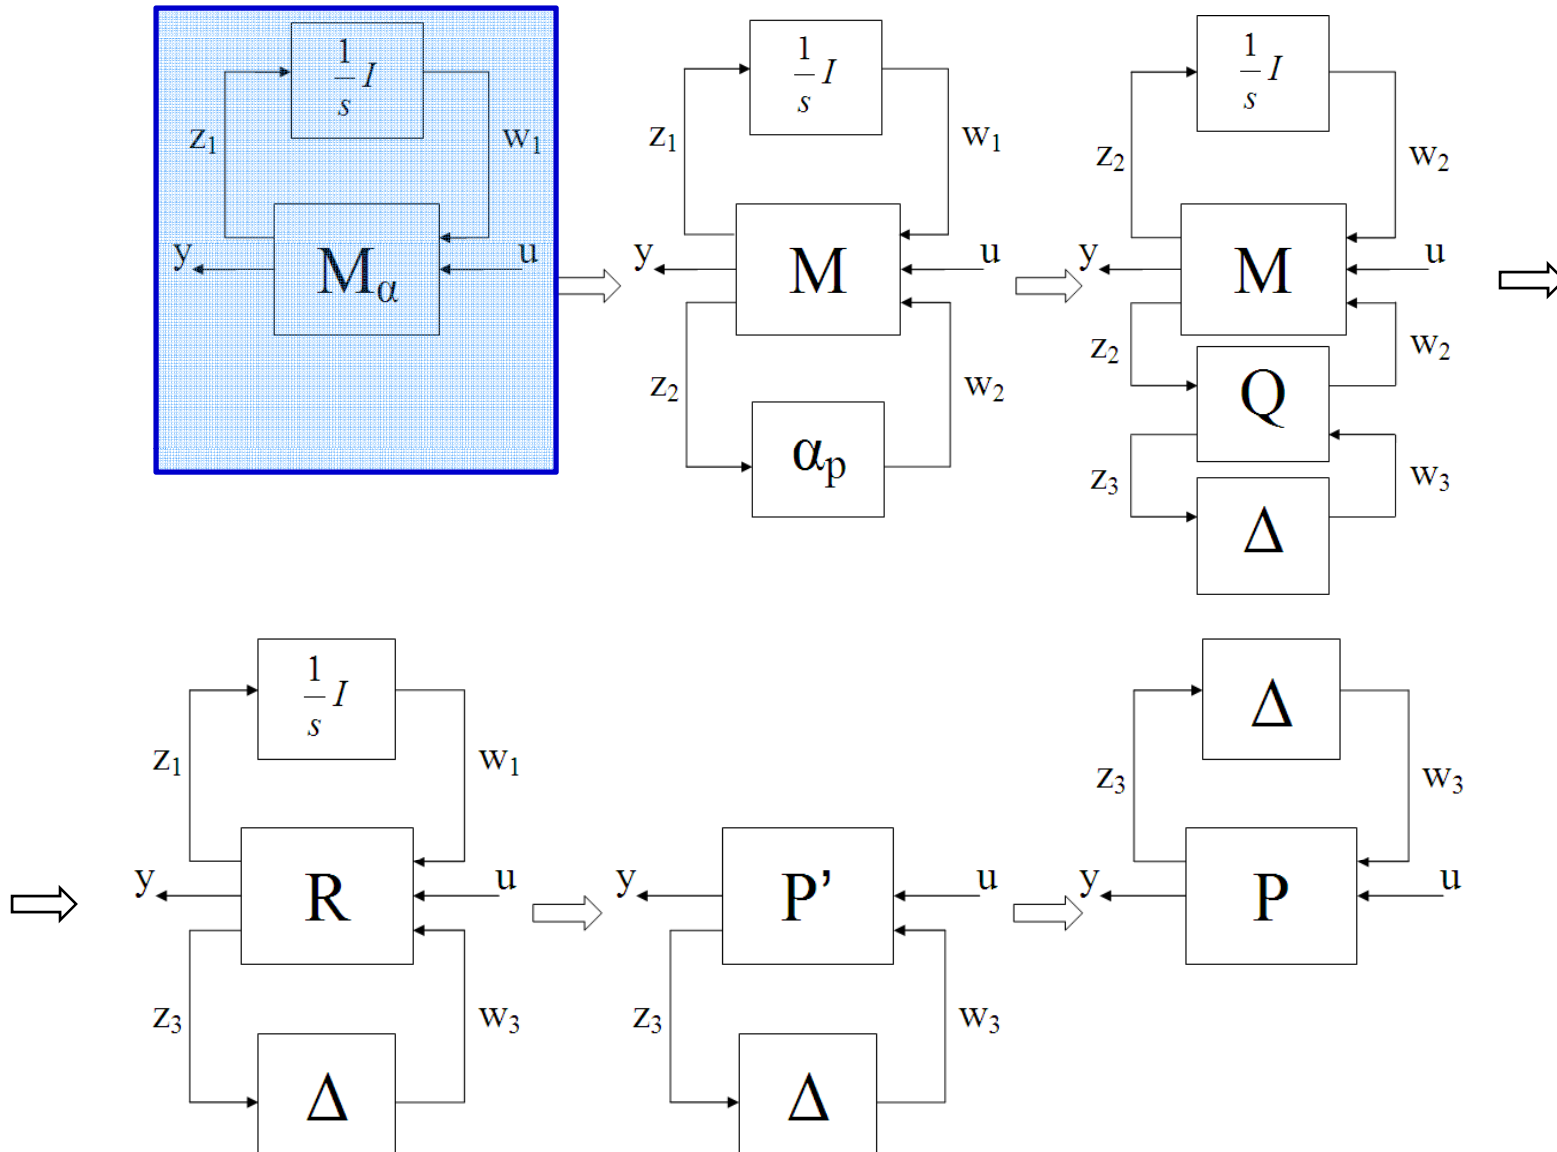 1/s I
1/s I
1/s I
z₁ w₁
z₁ w₁
z₂ w₂
y Mα u
y M u
y M u
z₂ w₂
z₂ w₂
Q
αp
z₃ w₃
Δ
1/s I
Δ
z₁ w₁
z₃ w₃
y R u
y P’ u
y P u
z₃ w₃
z₃ w₃
Δ
Δ